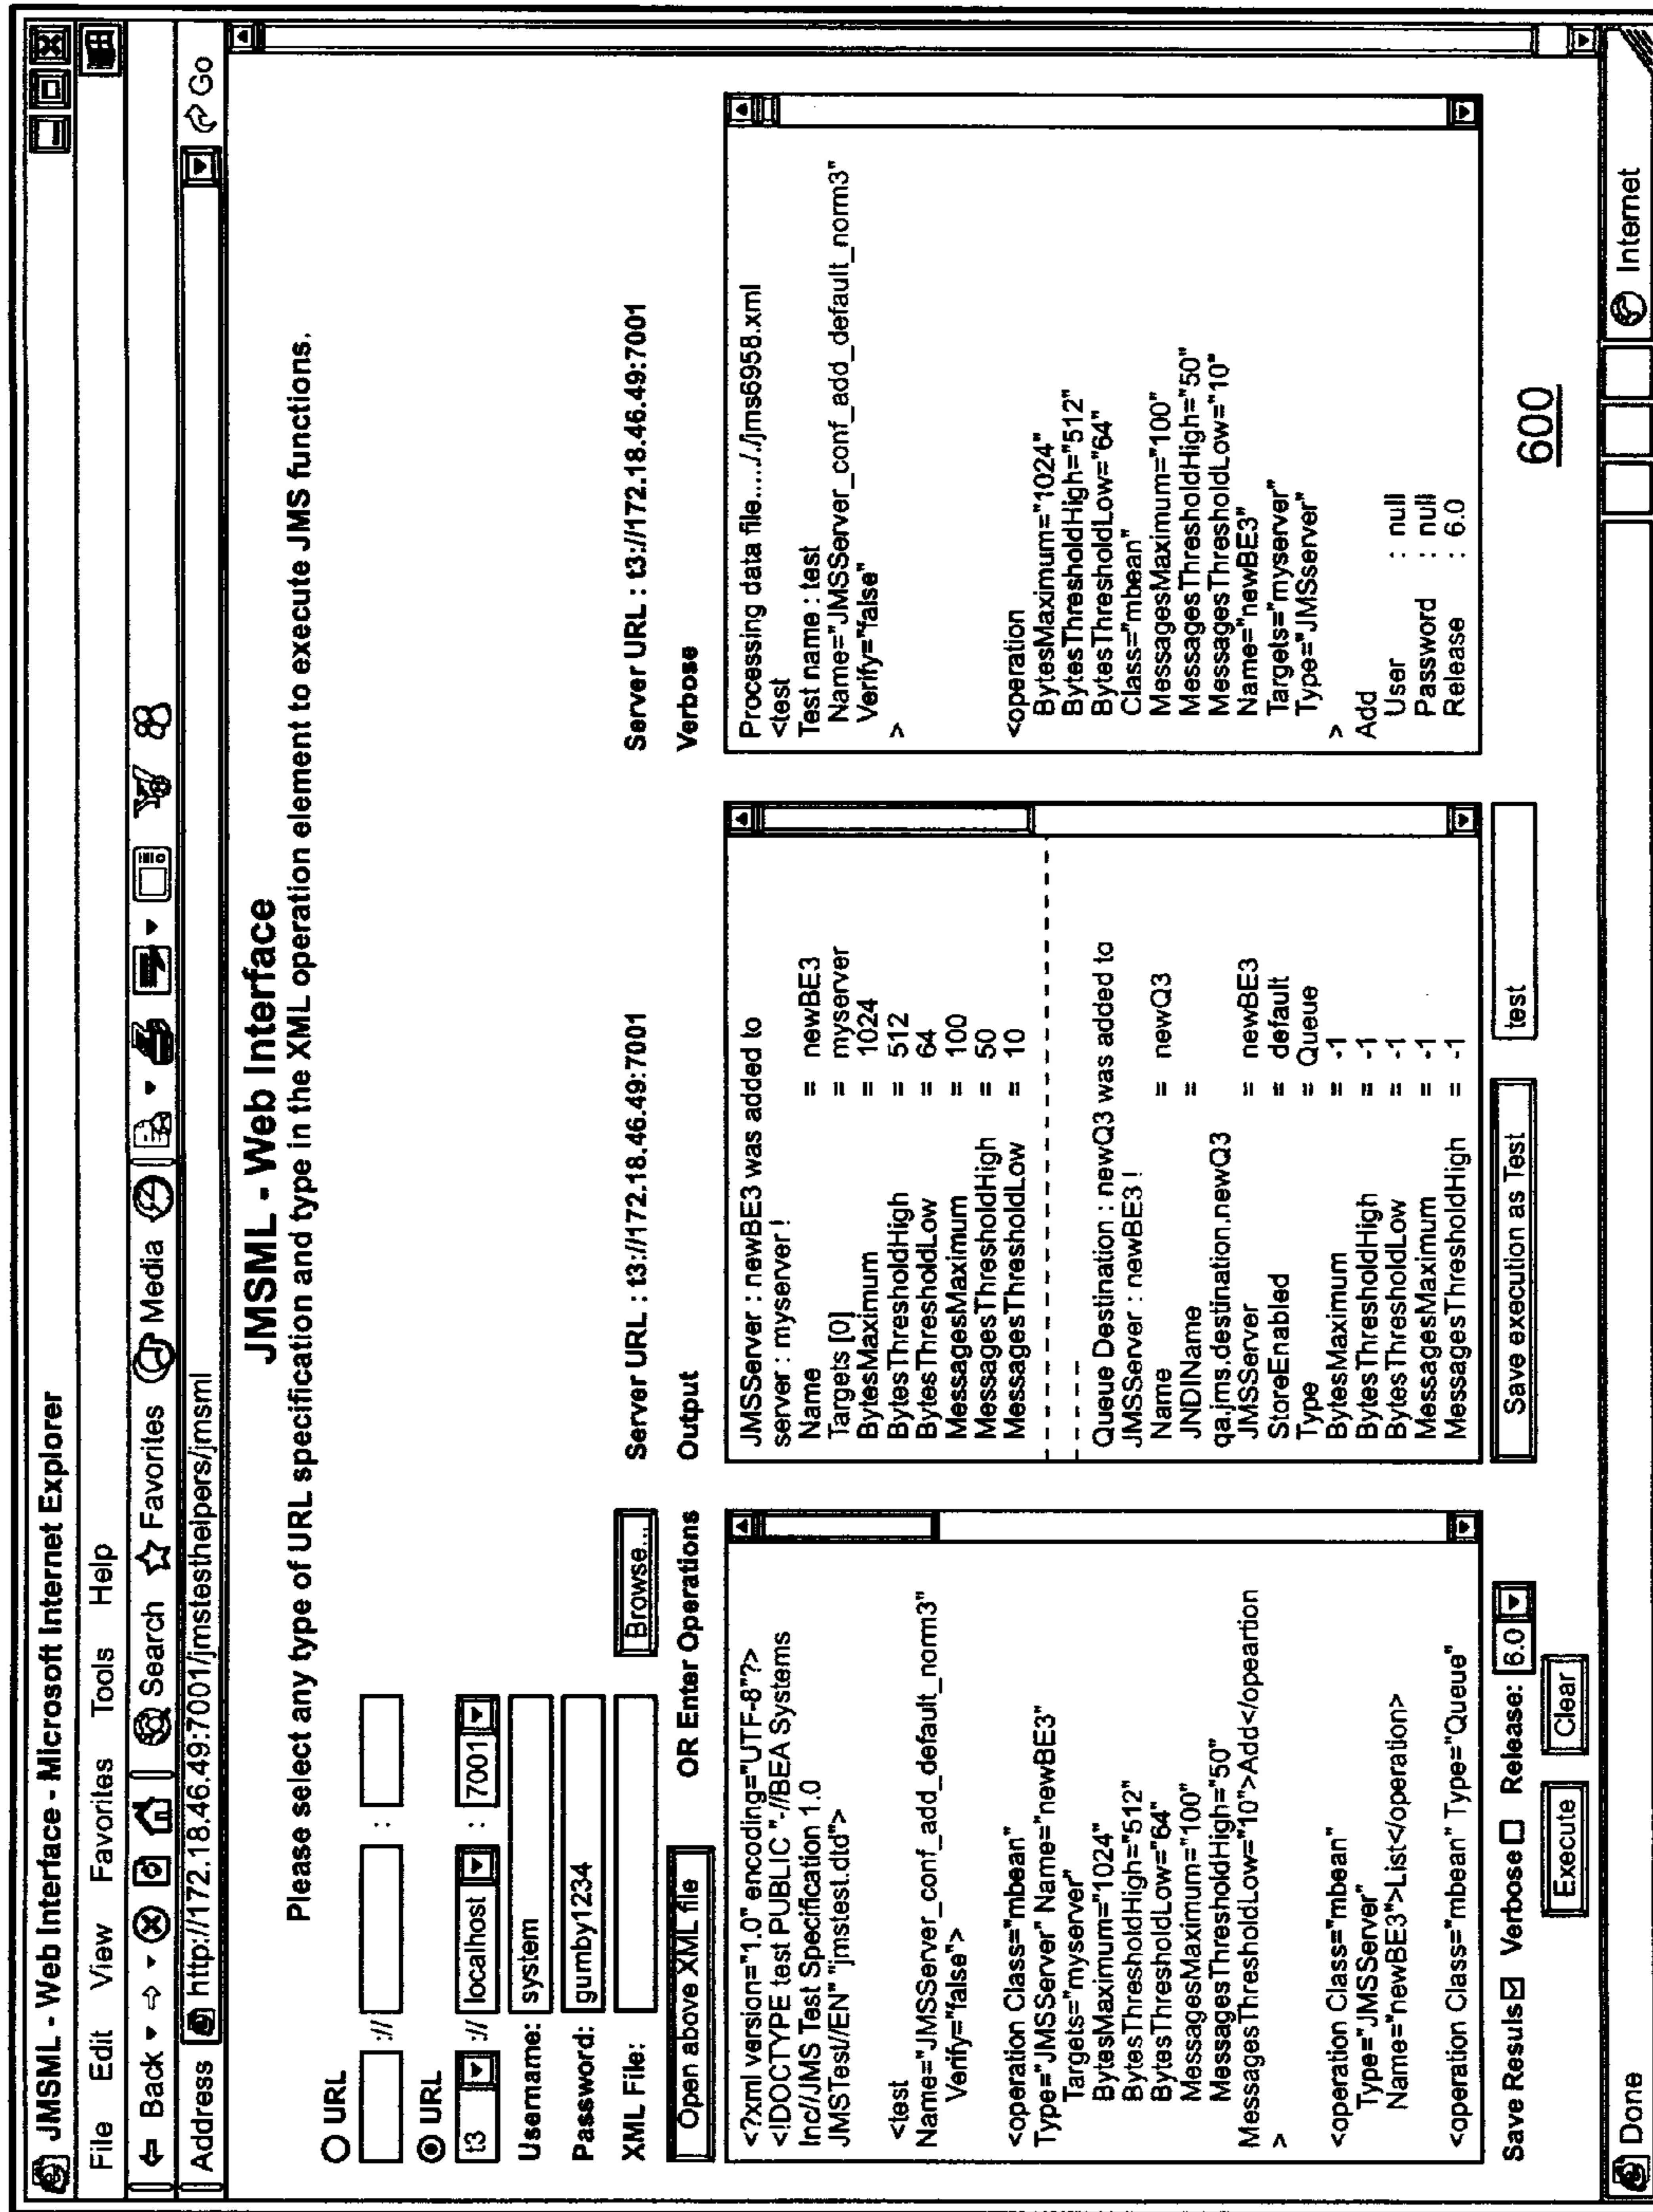 JMSML - Web Interface - Microsoft Internet Explorer
File Edit View Favorites Tools Help
Back Search Favorites Media
Address http://172.18.46.49:7001/jmstesthelpers/jmsml Go
JMSML - Web Interface
Please select any type of URL specification and type in the XML operation element to execute JMS functions.
URL
:// :
URL
t3 :// localhost : 7001
Username: system
Password: gumby1234
XML File: Browse...
Server URL : t3://172.18.46.49:7001
Server URL : t3://172.18.46.49:7001
Open above XML file OR Enter Operations
<?xml version="1.0" encoding="UTF-8"?>
<!DOCTYPE test PUBLIC "-//BEA Systems
Inc//JMS Test Specification 1.0
JMSTest//EN" "jmstest.dtd">
<test
Name="JMSServer_conf_add_default_norm3"
Verify="false">
<operation Class="mbean"
Type="JMSServer" Name="newBE3"
Targets="myserver"
BytesMaximum="1024"
BytesThresholdHigh="512"
BytesThresholdLow="64"
MessagesMaximum="100"
MessagesThresholdHigh="50"
MessagesThresholdLow="10">Add</opeartion
>
<operation Class="mbean"
Type="JMSServer"
Name="newBE3">List</operation>
<operation Class="mbean" Type="Queue"
Output
JMSServer : newBE3 was added to
server : myserver !
Name = newBE3
Targets [0] = myserver
BytesMaximum = 1024
BytesThresholdHigh = 512
BytesThresholdLow = 64
MessagesMaximum = 100
MessagesThresholdHigh = 50
MessagesThresholdLow = 10
Queue Destination : newQ3 was added to
JMSServer : newBE3 !
Name = newQ3
JNDIName =
qa.jms.destination.newQ3
JMSServer = newBE3
StoreEnabled = default
Type = Queue
BytesMaximum = -1
BytesThresholdHigh = -1
BytesThresholdLow = -1
MessagesMaximum = -1
MessagesThresholdHigh = -1
Verbose
Processing data file...../jms6958.xml
<test
Test name : test
Name="JMSServer_conf_add_default_norm3"
Verify="false"
>
<operation
BytesMaximum="1024"
BytesThresholdHigh="512"
BytesThresholdLow="64"
Class="mbean"
MessagesMaximum="100"
MessagesThresholdHigh="50"
MessagesThresholdLow="10"
Name="newBE3"
Targets="myserver"
Type="JMSserver"
>
Add
User : null
Password : null
Release : 6.0
Save Resuls Verbose Release: 6.0
Save execution as Test test
Execute Clear
600
Done Internet